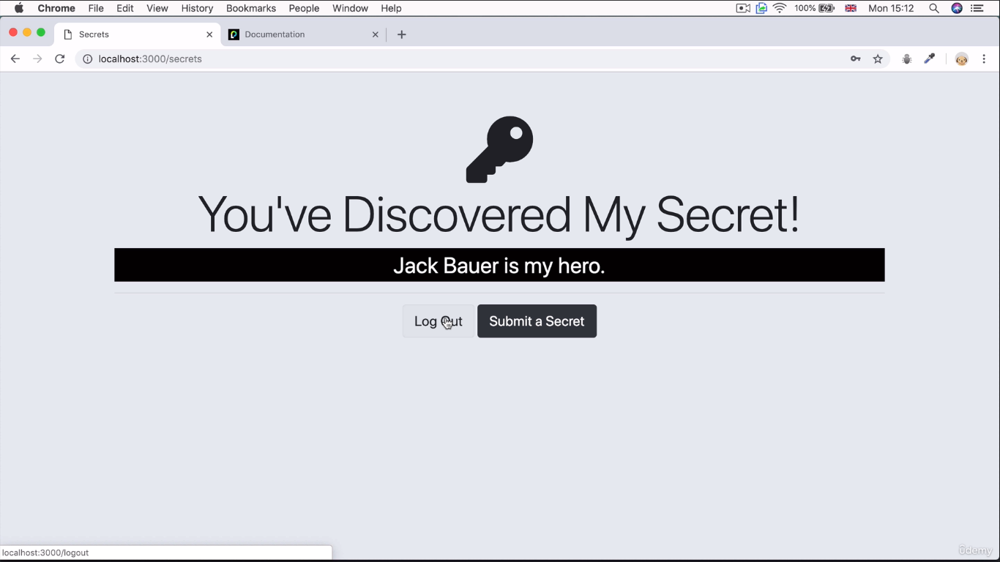 Chrome File Edit View History Bookmarks People Window Help 100% Mon 15:12
Secrets Documentation
localhost:3000/secrets
You've Discovered My Secret!
Jack Bauer is my hero.
Log Out Submit a Secret
localhost:3000/logout
ûdemy